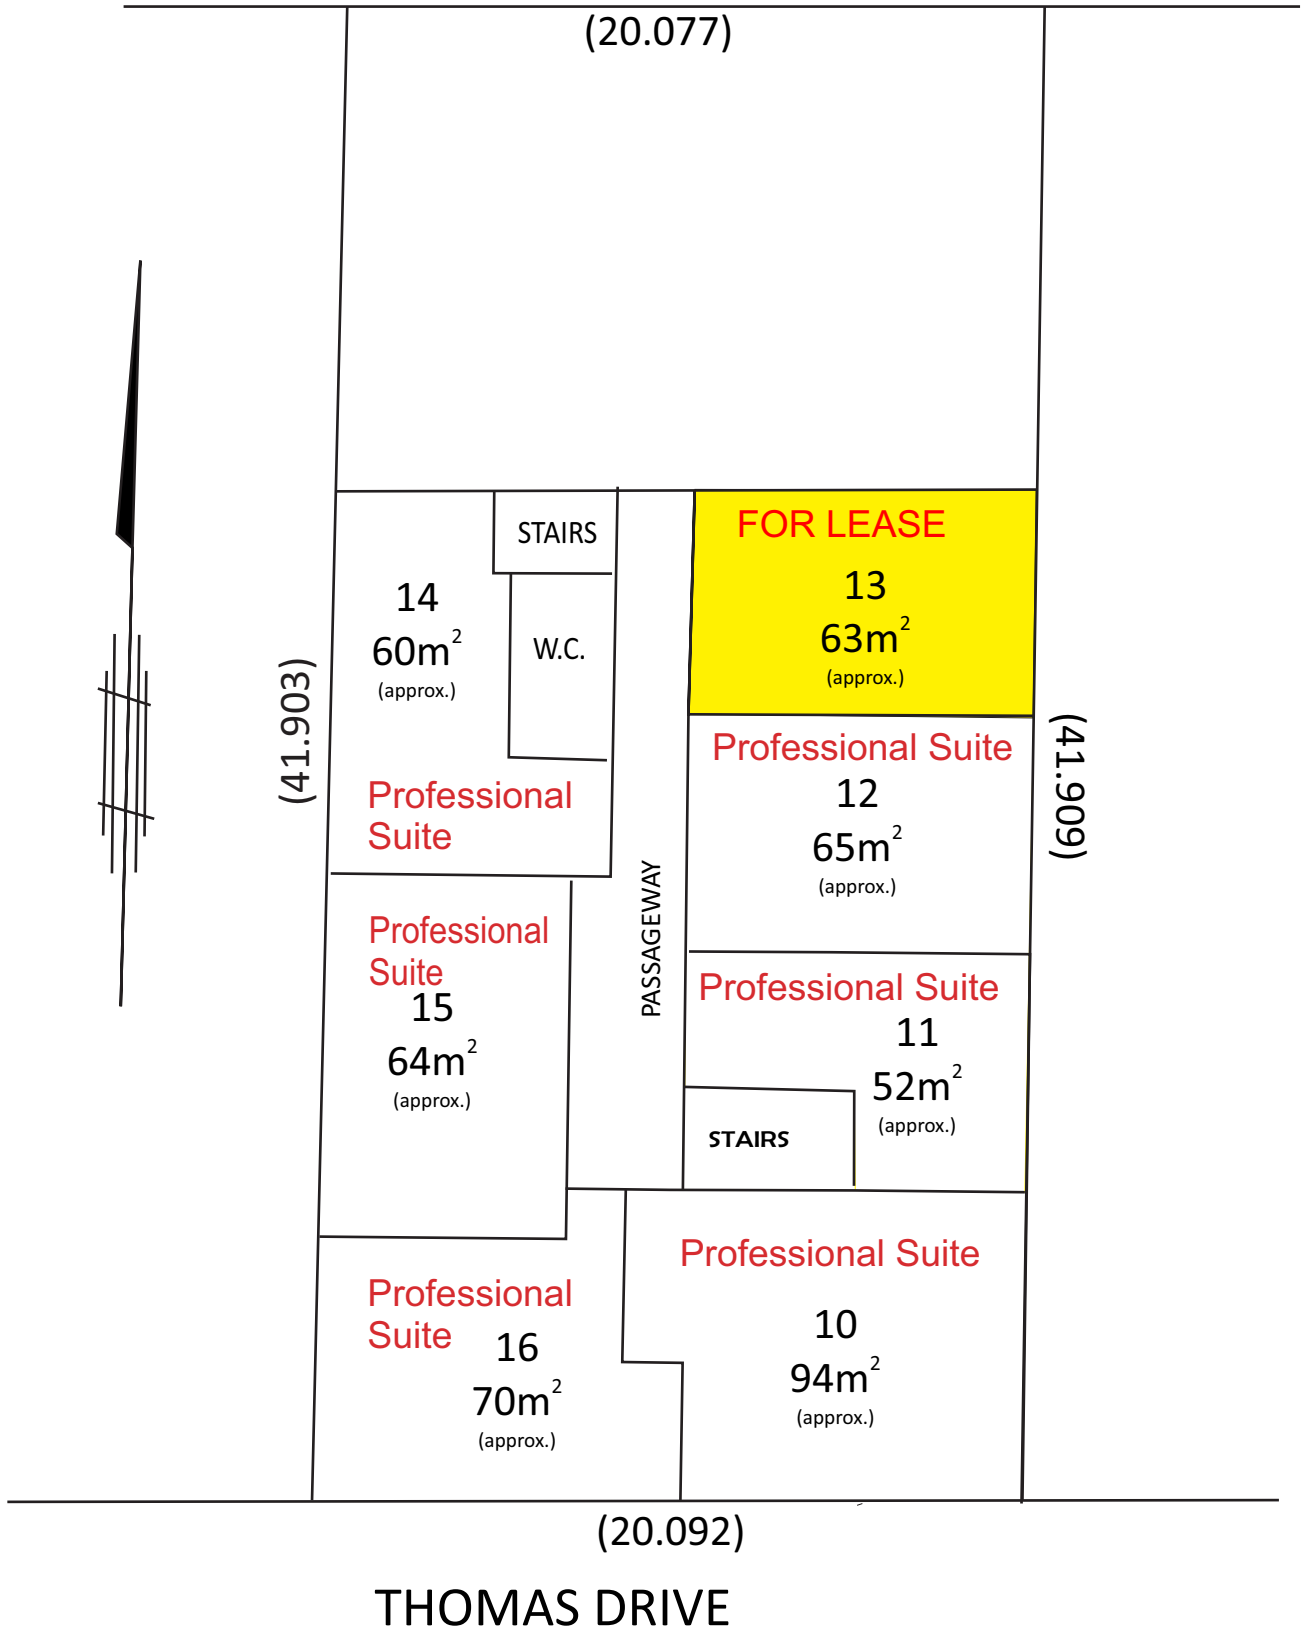 (20.077)
STAIRS
14
60m²
(approx.)
W.C.
Professional
Suite
FOR LEASE
13
63m²
(approx.)
(41.903)
(41.909)
Professional Suite
12
65m²
(approx.)
PASSAGEWAY
Professional
Suite
15
64m²
(approx.)
Professional Suite
11
52m²
(approx.)
STAIRS
Professional
Suite
16
70m²
(approx.)
Professional Suite
10
94m²
(approx.)
(20.092)
THOMAS DRIVE